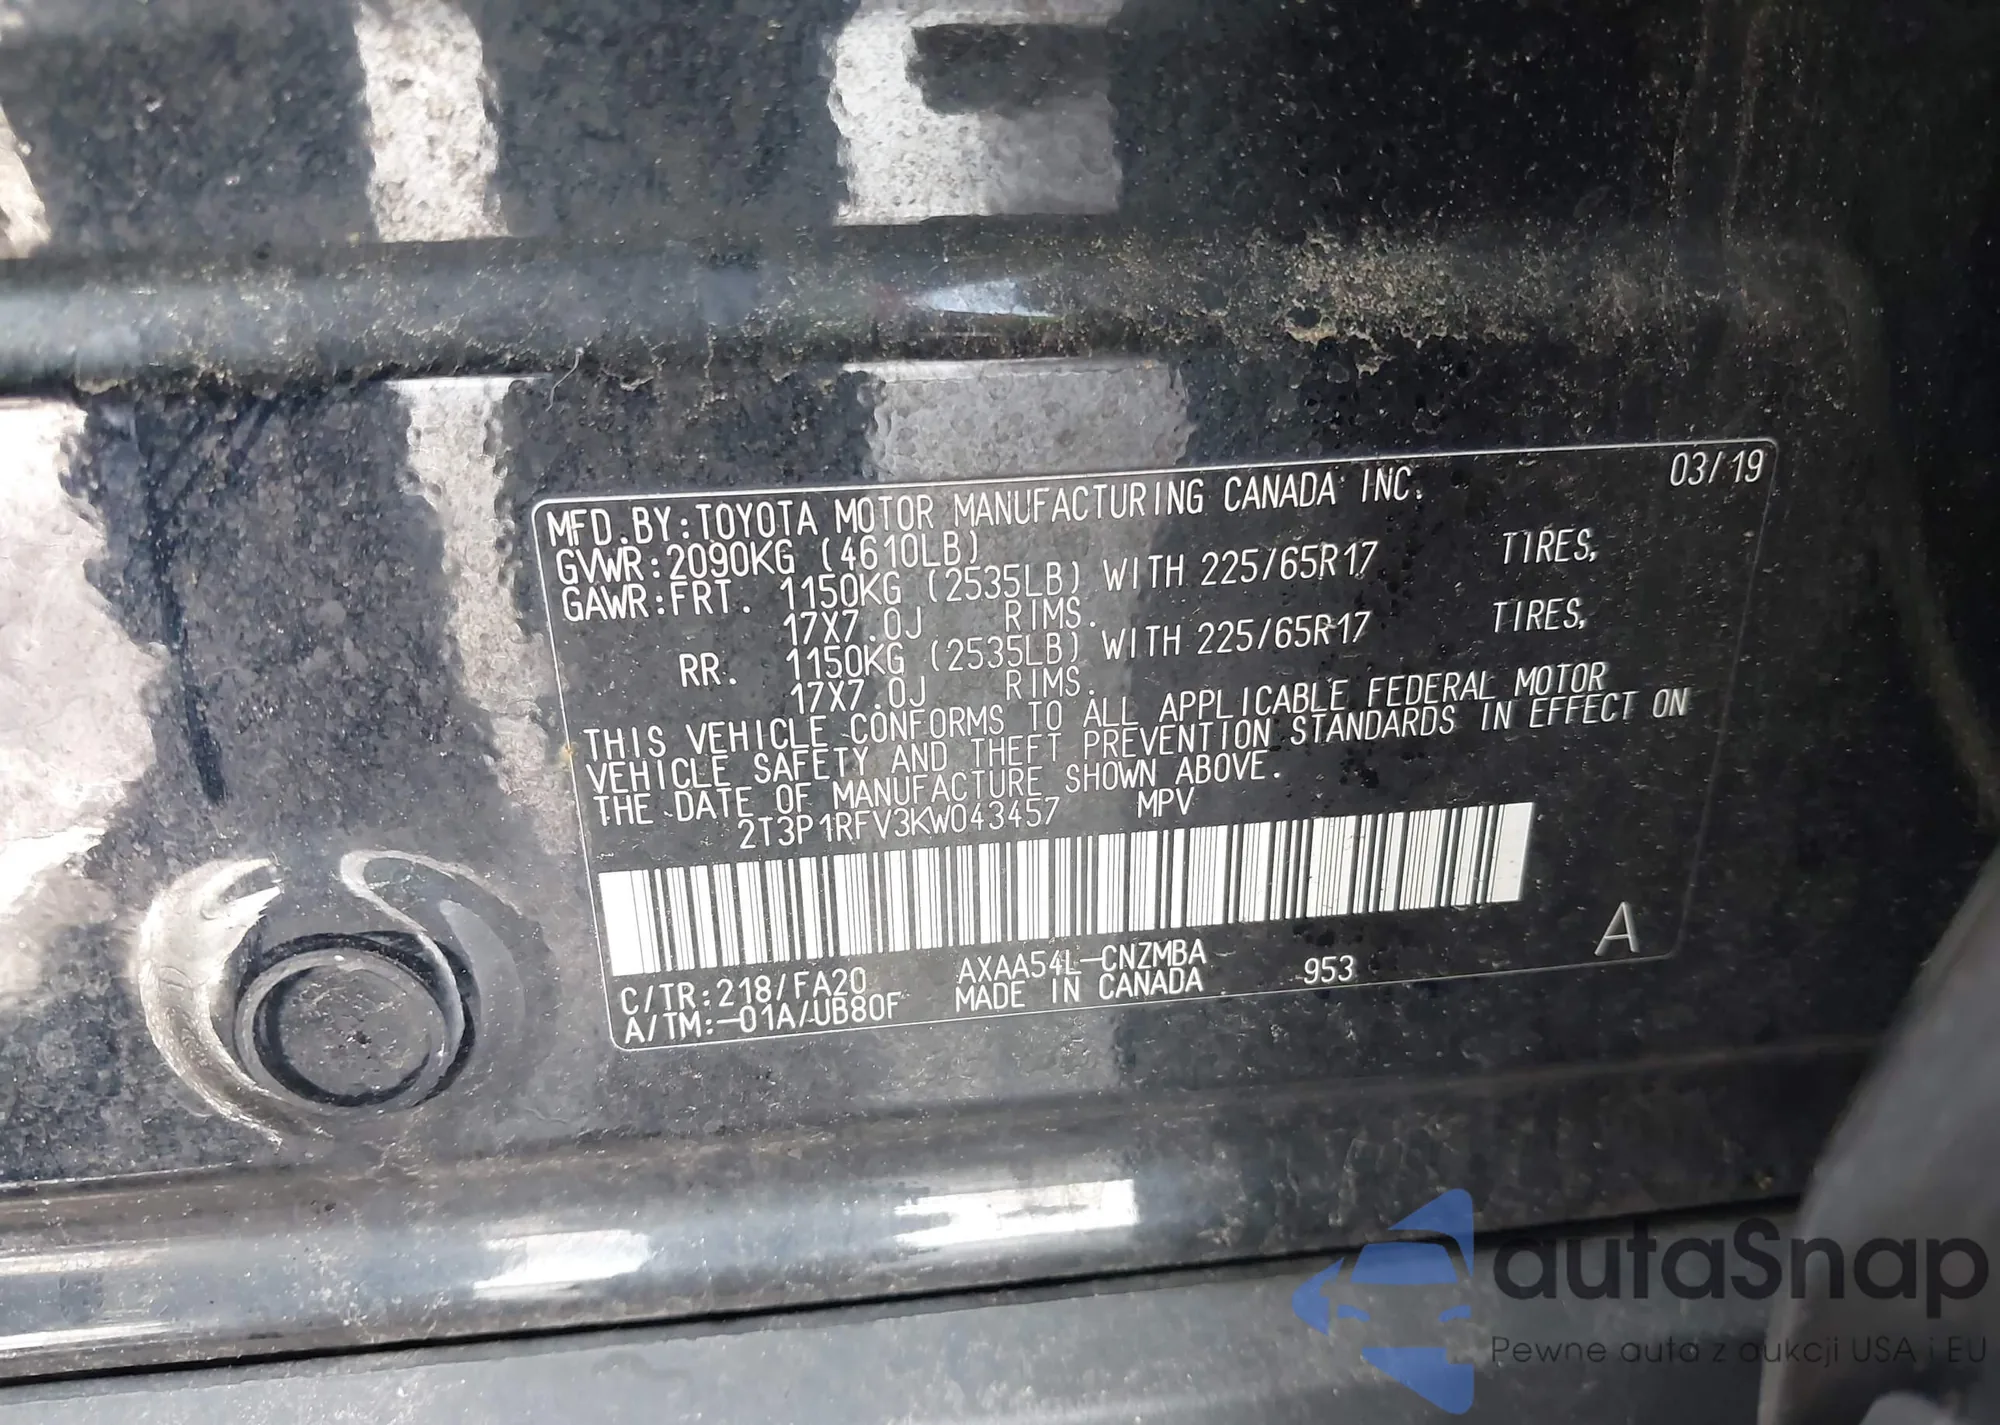 MFD.BY:TOYOTA MOTOR MANUFACTURING CANADA INC. 03/19
GVWR:2090KG (4610LB)
GAWR:FRT. 1150KG (2535LB) WITH 225/65R17 TIRES,
17X7.0J RIMS.
RR. 1150KG (2535LB) WITH 225/65R17 TIRES,
17X7.0J RIMS.
THIS VEHICLE CONFORMS TO ALL APPLICABLE FEDERAL MOTOR
VEHICLE SAFETY AND THEFT PREVENTION STANDARDS IN EFFECT ON
THE DATE OF MANUFACTURE SHOWN ABOVE.
2T3P1RFV3KW043457 MPV
A
C/TR:218/FA20 AXAA54L-CNZMBA 953
A/TM:-01A/UB80F MADE IN CANADA
autaSnap
Pewne auta z aukcji USA i EU